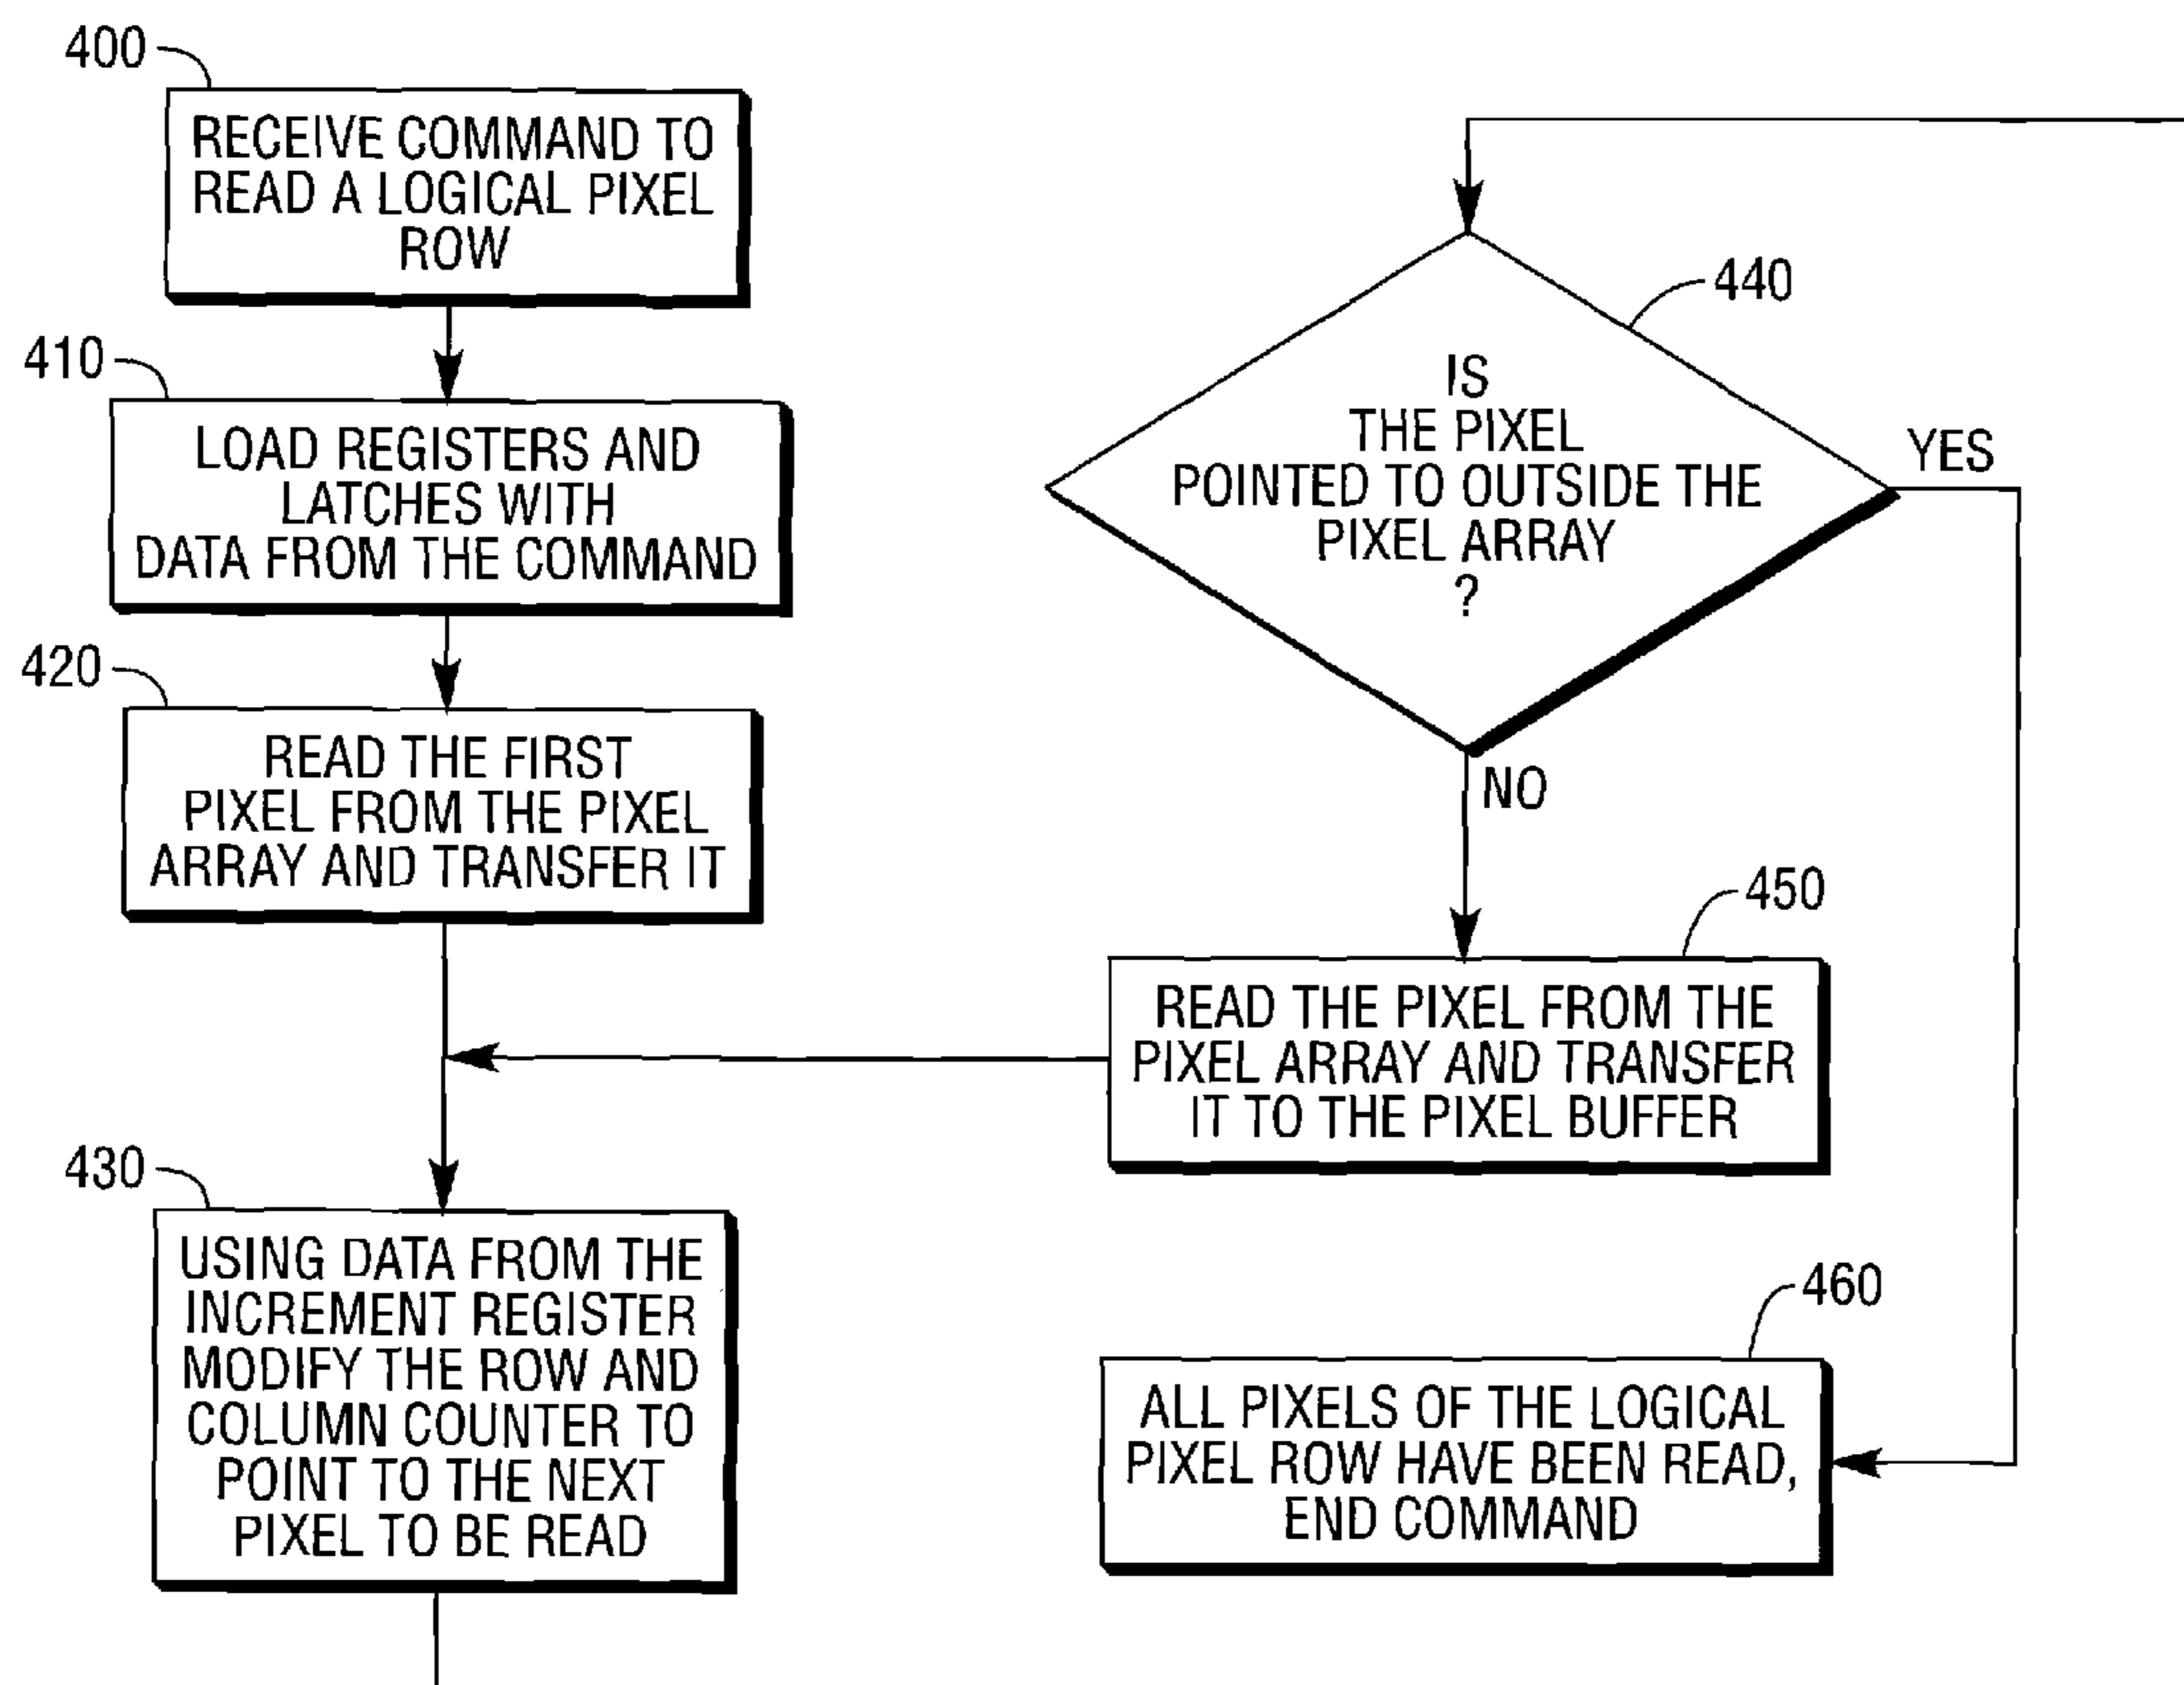 400
RECEIVE COMMAND TO
READ A LOGICAL PIXEL
ROW
410
LOAD REGISTERS AND
LATCHES WITH
DATA FROM THE COMMAND
420
READ THE FIRST
PIXEL FROM THE PIXEL
ARRAY AND TRANSFER IT
430
USING DATA FROM THE
INCREMENT REGISTER
MODIFY THE ROW AND
COLUMN COUNTER TO
POINT TO THE NEXT
PIXEL TO BE READ
440
IS
THE PIXEL
POINTED TO OUTSIDE THE
PIXEL ARRAY
?
YES
NO
450
READ THE PIXEL FROM THE
PIXEL ARRAY AND TRANSFER
IT TO THE PIXEL BUFFER
460
ALL PIXELS OF THE LOGICAL
PIXEL ROW HAVE BEEN READ,
END COMMAND